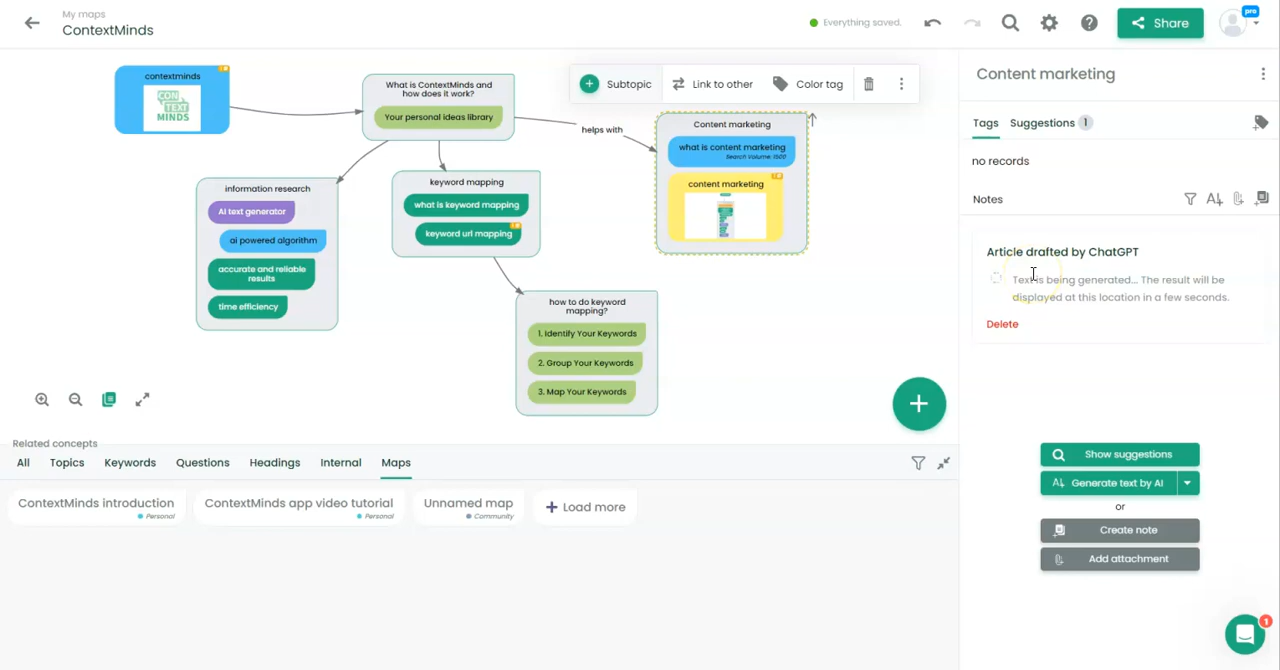 My maps
ContextMinds
Everything saved.
Share
pro
contextminds
CON
TEXT
MINDS
What is ContextMinds and
how does it work?
Your personal ideas library
Subtopic
Link to other
Color tag
helps with
Content marketing
what is content marketing
Search Volume: 1500
content marketing
information research
AI text generator
ai powered algorithm
accurate and reliable
results
time efficiency
keyword mapping
what is keyword mapping
keyword url mapping
how to do keyword
mapping?
1. Identify Your Keywords
2. Group Your Keywords
3. Map Your Keywords
Related concepts
All Topics Keywords Questions Headings Internal Maps
ContextMinds introduction
Personal
ContextMinds app video tutorial
Personal
Unnamed map
Community
Load more
Content marketing
Tags Suggestions 1
no records
Notes
Article drafted by ChatGPT
Text is being generated... The result will be
displayed at this location in a few seconds.
Delete
Show suggestions
Generate text by AI
or
Create note
Add attachment
1